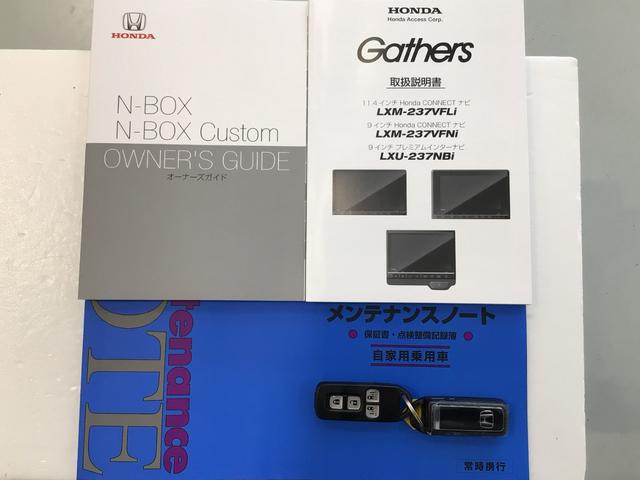 HONDA
N-BOX
N-BOX Custom
OWNER'S GUIDE
オーナーズガイド
HONDA
Honda Access Corp.
Gathers
取扱説明書
11.4 インチ Honda CONNECT ナビ
LXM-237VFLi
9 インチ Honda CONNECT ナビ
LXM-237VFNi
9 インチ プレミアムインターナビ
LXU-237NBi
メンテナンスノート
保証書・点検整備記録簿
自家用乗用車
常時携行
tenance
OTE